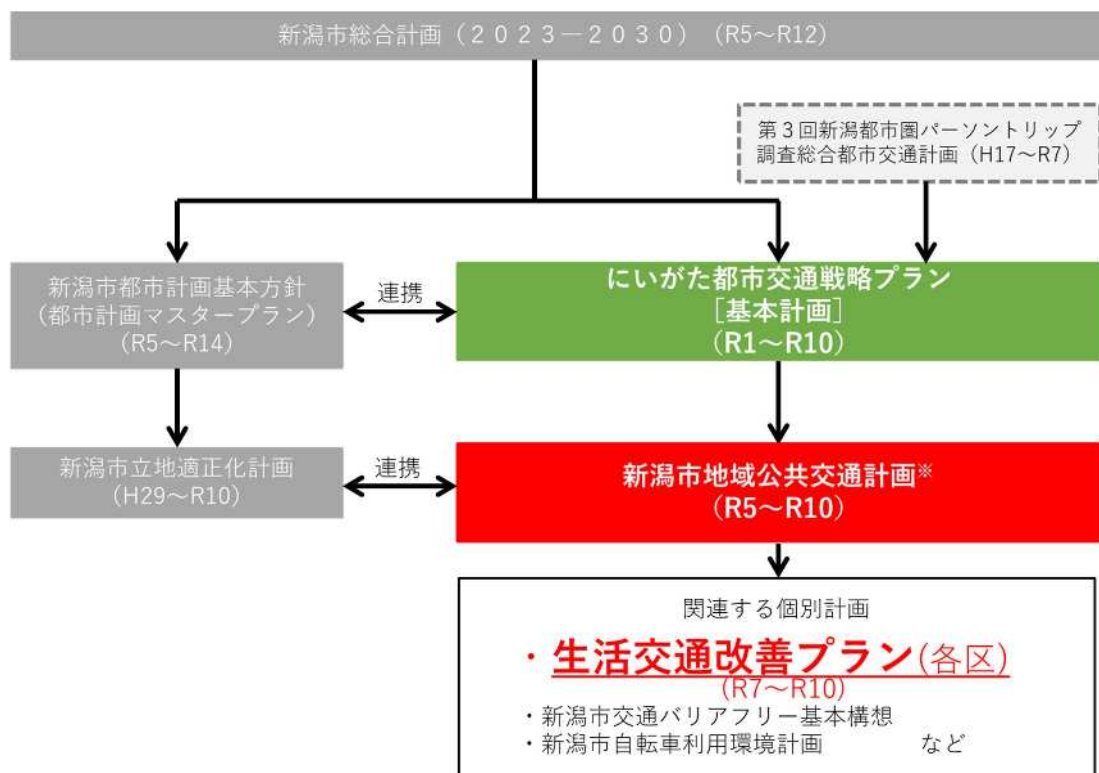 新潟市総合計画（２０２３－２０３０）（R5～R12）
第３回新潟都市圏パーソントリップ
調査総合都市交通計画（H17～R7）
新潟市都市計画基本方針
（都市計画マスタープラン）
（R5～R14）
連携
にいがた都市交通戦略プラン
［基本計画］
（R1～R10）
新潟市立地適正化計画
（H29～R10）
連携
新潟市地域公共交通計画※
（R5～R10）
関連する個別計画
・生活交通改善プラン(各区)
（R7～R10）
・新潟市交通バリアフリー基本構想
・新潟市自転車利用環境計画　　　など